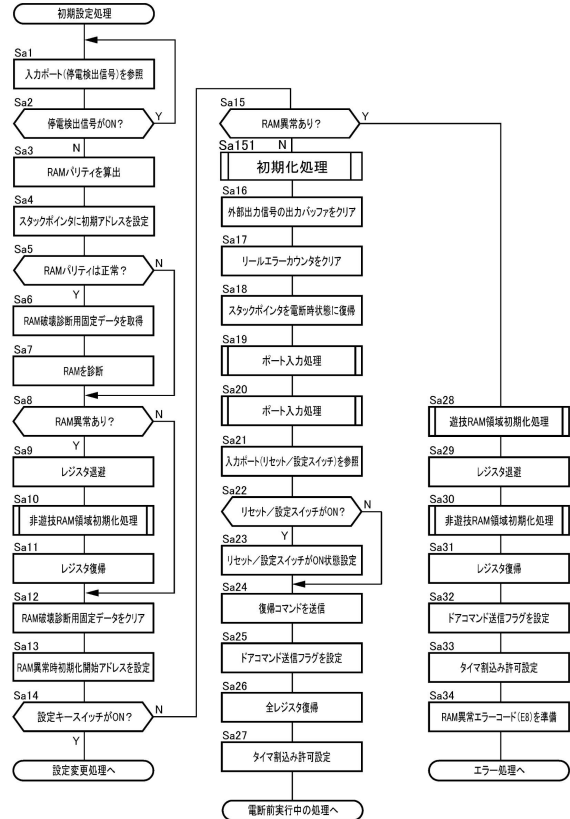 初期設定処理
Sa1
入力ポート(停電検出信号)を参照
Sa2
停電検出信号がON？
Y
N
Sa3
RAMパリティを算出
Sa4
スタックポインタに初期アドレスを設定
Sa5
RAMパリティは正常？
N
Y
Sa6
RAM破壊診断用固定データを取得
Sa7
RAMを診断
Sa8
RAM異常あり？
N
Y
Sa9
レジスタ退避
Sa10
非遊技RAM領域初期化処理
Sa11
レジスタ復帰
Sa12
RAM破壊診断用固定データをクリア
Sa13
RAM異常時初期化開始アドレスを設定
Sa14
設定キースイッチがON？
N
Y
設定変更処理へ
Sa15
RAM異常あり？
Y
N
Sa151
初期化処理
Sa16
外部出力信号の出力バッファをクリア
Sa17
リールエラーカウンタをクリア
Sa18
スタックポインタを電断時状態に復帰
Sa19
ポート入力処理
Sa20
ポート入力処理
Sa21
入力ポート(リセット／設定スイッチ)を参照
Sa22
リセット／設定スイッチがON？
N
Y
Sa23
リセット／設定スイッチがON状態設定
Sa24
復帰コマンドを送信
Sa25
ドアコマンド送信フラグを設定
Sa26
全レジスタ復帰
Sa27
タイマ割込み許可設定
電断前実行中の処理へ
Sa28
遊技RAM領域初期化処理
Sa29
レジスタ退避
Sa30
非遊技RAM領域初期化処理
Sa31
レジスタ復帰
Sa32
ドアコマンド送信フラグを設定
Sa33
タイマ割込み許可設定
Sa34
RAM異常エラーコード(E8)を準備
エラー処理へ